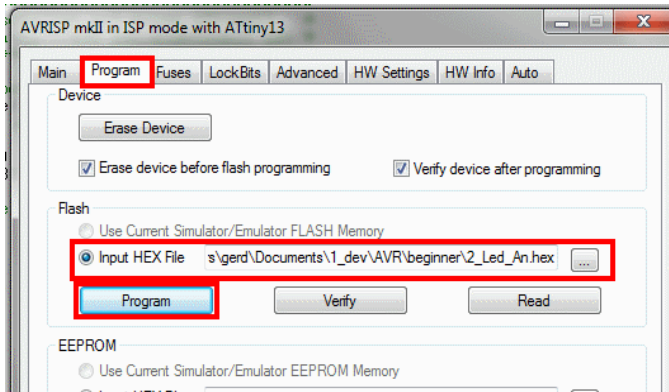 AVRISP mkII in ISP mode with ATtiny13
Main Program Fuses LockBits Advanced HW Settings HW Info Auto
Device
Erase Device
Erase device before flash programming Verify device after programming
Flash
Use Current Simulator/Emulator FLASH Memory
Input HEX File s\gerd\Documents\1_dev\AVR\beginner\2_Led_An.hex ...
Program Verify Read
EEPROM
Use Current Simulator/Emulator EEPROM Memory